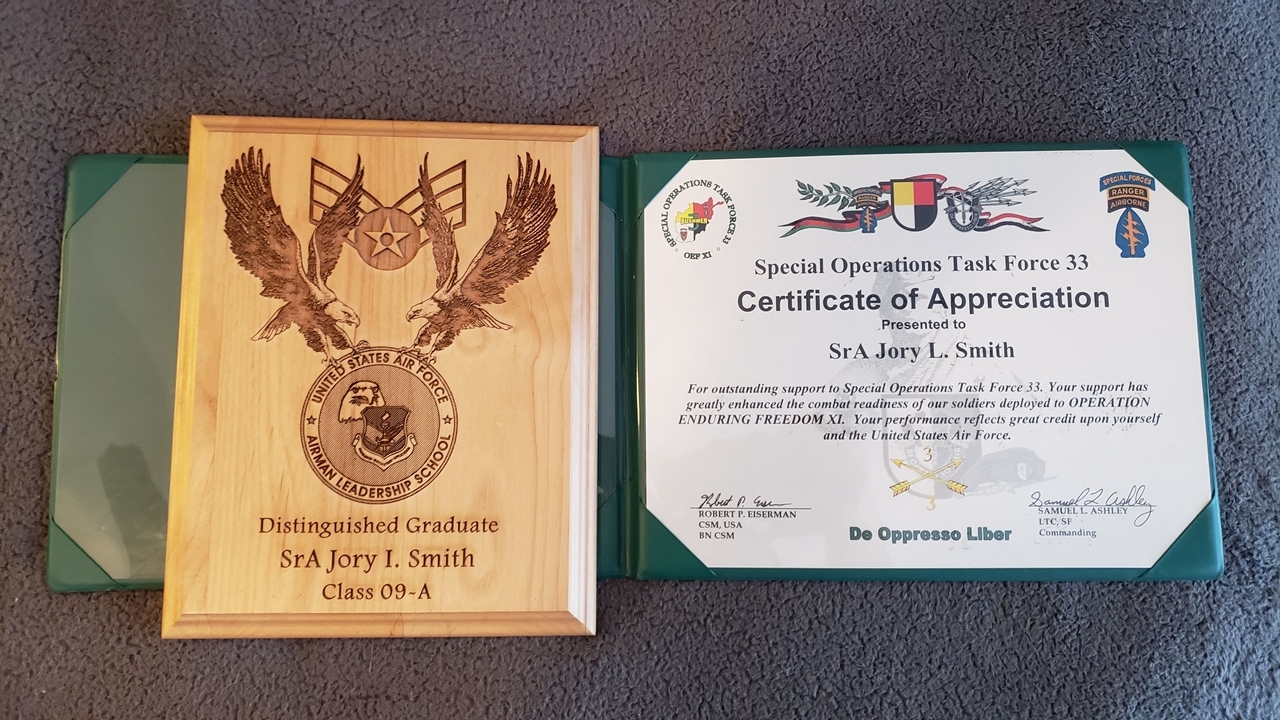 UNITED STATES AIR FORCE
AIRMAN LEADERSHIP SCHOOL
Distinguished Graduate
SrA Jory I. Smith
Class 09-A
SPECIAL OPERATIONS TASK FORCE 33
BUSHMEN
OEF XI
SPECIAL FORCES
RANGER
AIRBORNE
Special Operations Task Force 33
Certificate of Appreciation
Presented to
SrA Jory L. Smith
For outstanding support to Special Operations Task Force 33. Your support has
greatly enhanced the combat readiness of our soldiers deployed to OPERATION
ENDURING FREEDOM XI. Your performance reflects great credit upon yourself
and the United States Air Force.
3
3
Robert P. Eiserman
ROBERT P. EISERMAN
CSM, USA
BN CSM
De Oppresso Liber
Samuel L Ashley
SAMUEL L. ASHLEY
LTC, SF
Commanding